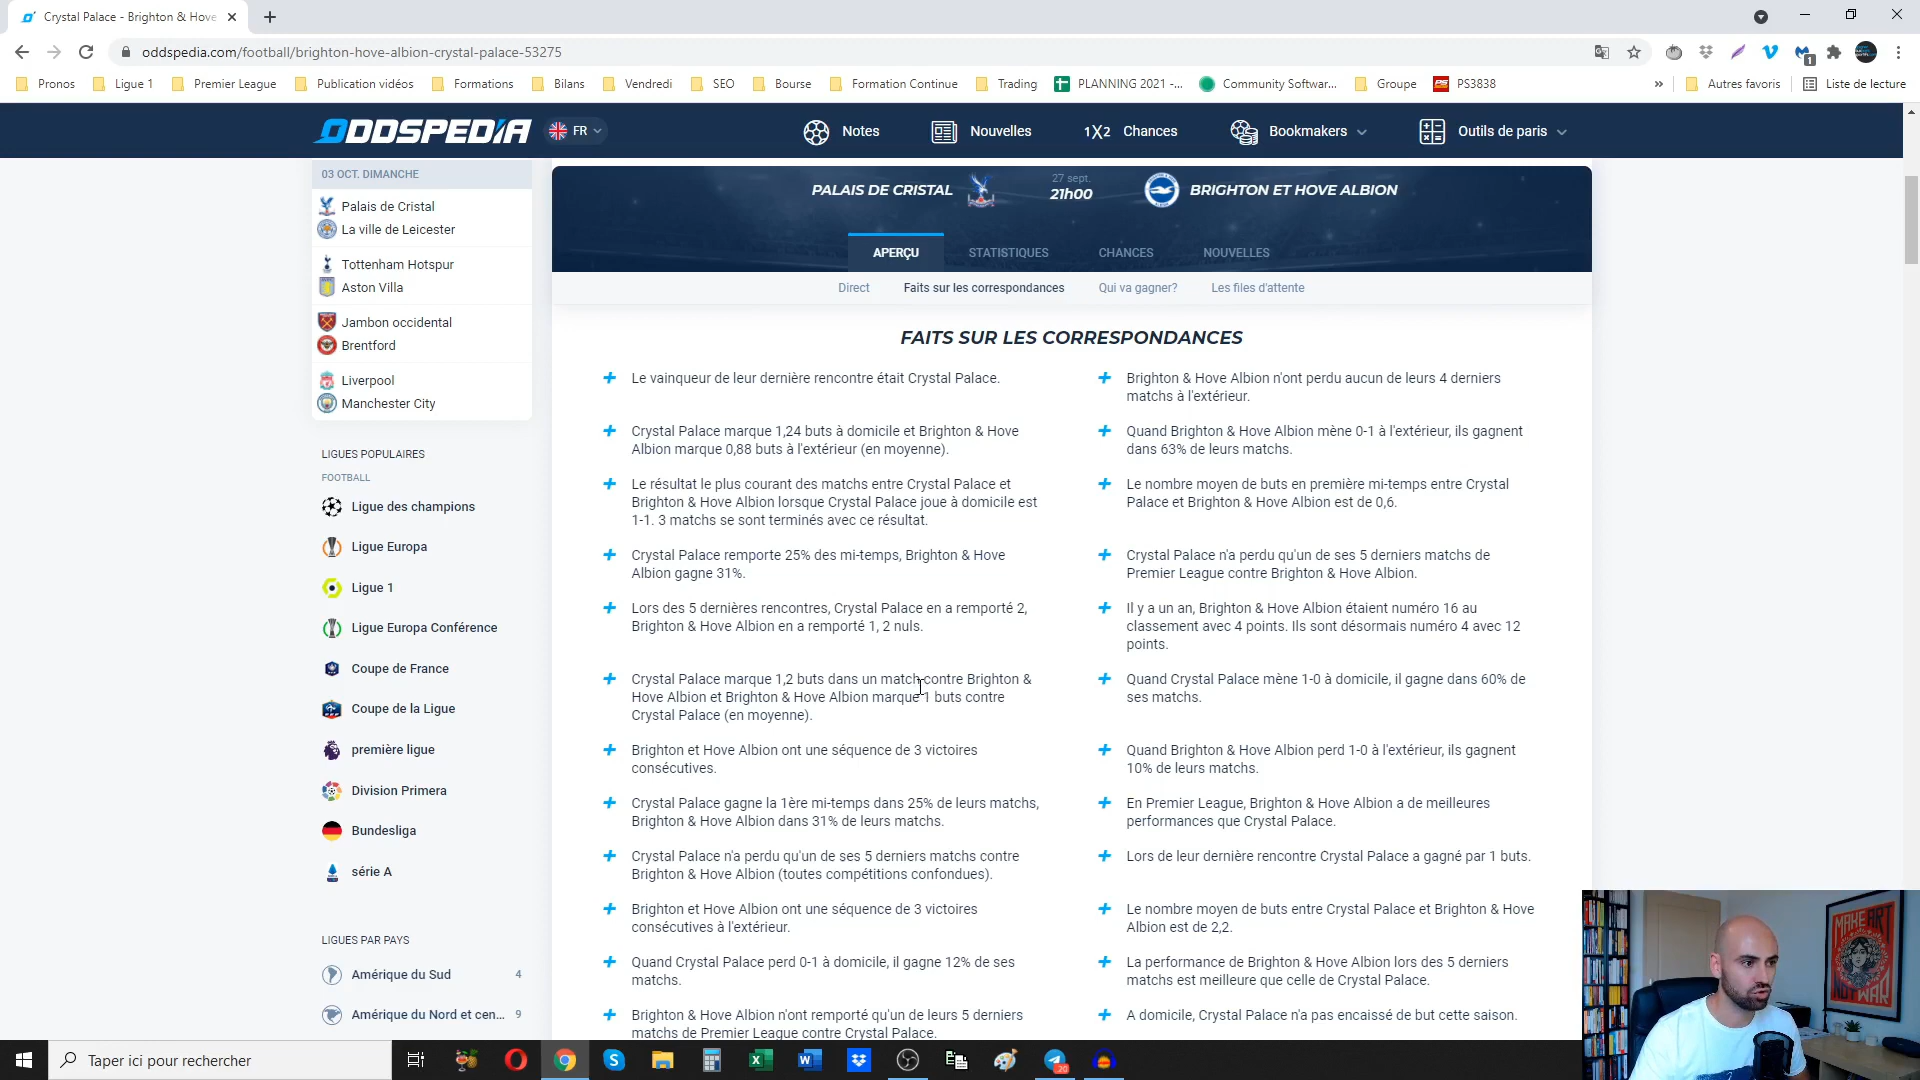 Crystal Palace - Brighton & Hove
oddspedia.com/football/brighton-hove-albion-crystal-palace-53275
Pronos
Ligue 1
Premier League
Publication vidéos
Formations
Bilans
Vendredi
SEO
Bourse
Formation Continue
Trading
PLANNING 2021 -...
Community Softwar...
Groupe
PS3838
»
Autres favoris
Liste de lecture
ODDSPEDIA
FR
Notes
Nouvelles
1X2 Chances
Bookmakers
Outils de paris
03 OCT. DIMANCHE
Palais de Cristal
La ville de Leicester
Tottenham Hotspur
Aston Villa
Jambon occidental
Brentford
Liverpool
Manchester City
LIGUES POPULAIRES
FOOTBALL
Ligue des champions
Ligue Europa
Ligue 1
Ligue Europa Conférence
Coupe de France
Coupe de la Ligue
première ligue
Division Primera
Bundesliga
série A
LIGUES PAR PAYS
Amérique du Sud 4
Amérique du Nord et cen... 9
PALAIS DE CRISTAL
27 sept.
21h00
BRIGHTON ET HOVE ALBION
APERÇU
STATISTIQUES
CHANCES
NOUVELLES
Direct
Faits sur les correspondances
Qui va gagner?
Les files d'attente
FAITS SUR LES CORRESPONDANCES
Le vainqueur de leur dernière rencontre était Crystal Palace.
Brighton & Hove Albion n'ont perdu aucun de leurs 4 derniers
matchs à l'extérieur.
Crystal Palace marque 1,24 buts à domicile et Brighton & Hove
Albion marque 0,88 buts à l'extérieur (en moyenne).
Quand Brighton & Hove Albion mène 0-1 à l'extérieur, ils gagnent
dans 63% de leurs matchs.
Le résultat le plus courant des matchs entre Crystal Palace et
Brighton & Hove Albion lorsque Crystal Palace joue à domicile est
1-1. 3 matchs se sont terminés avec ce résultat.
Le nombre moyen de buts en première mi-temps entre Crystal
Palace et Brighton & Hove Albion est de 0,6.
Crystal Palace remporte 25% des mi-temps, Brighton & Hove
Albion gagne 31%.
Crystal Palace n'a perdu qu'un de ses 5 derniers matchs de
Premier League contre Brighton & Hove Albion.
Lors des 5 dernières rencontres, Crystal Palace en a remporté 2,
Brighton & Hove Albion en a remporté 1, 2 nuls.
Il y a un an, Brighton & Hove Albion étaient numéro 16 au
classement avec 4 points. Ils sont désormais numéro 4 avec 12
points.
Crystal Palace marque 1,2 buts dans un match contre Brighton &
Hove Albion et Brighton & Hove Albion marque 1 buts contre
Crystal Palace (en moyenne).
Quand Crystal Palace mène 1-0 à domicile, il gagne dans 60% de
ses matchs.
Brighton et Hove Albion ont une séquence de 3 victoires
consécutives.
Quand Brighton & Hove Albion perd 1-0 à l'extérieur, ils gagnent
10% de leurs matchs.
Crystal Palace gagne la 1ère mi-temps dans 25% de leurs matchs,
Brighton & Hove Albion dans 31% de leurs matchs.
En Premier League, Brighton & Hove Albion a de meilleures
performances que Crystal Palace.
Crystal Palace n'a perdu qu'un de ses 5 derniers matchs contre
Brighton & Hove Albion (toutes compétitions confondues).
Lors de leur dernière rencontre Crystal Palace a gagné par 1 buts.
Brighton et Hove Albion ont une séquence de 3 victoires
consécutives à l'extérieur.
Le nombre moyen de buts entre Crystal Palace et Brighton & Hove
Albion est de 2,2.
Quand Crystal Palace perd 0-1 à domicile, il gagne 12% de ses
matchs.
La performance de Brighton & Hove Albion lors des 5 derniers
matchs est meilleure que celle de Crystal Palace.
Brighton & Hove Albion n'ont remporté qu'un de leurs 5 derniers
matchs de Premier League contre Crystal Palace.
A domicile, Crystal Palace n'a pas encaissé de but cette saison.
MAKE ART
NOT WAR
Taper ici pour rechercher